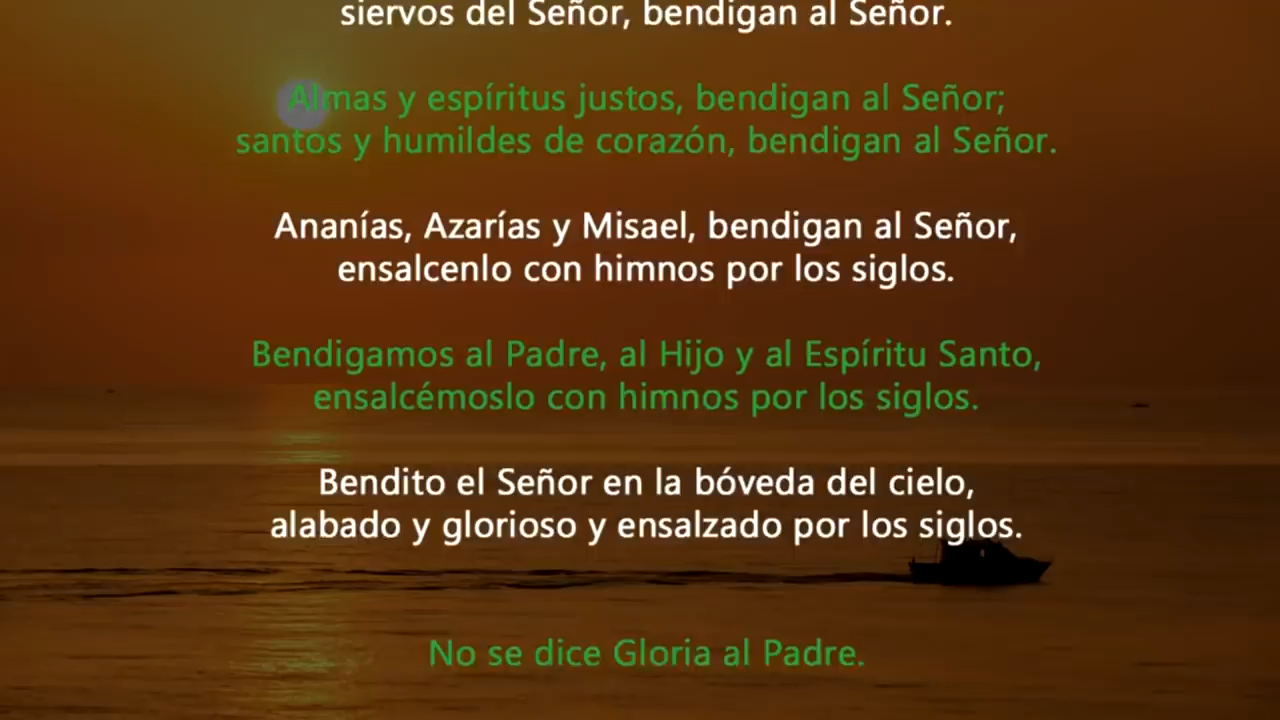 siervos del Señor, bendigan al Señor.
Almas y espíritus justos, bendigan al Señor;
santos y humildes de corazón, bendigan al Señor.
Ananías, Azarías y Misael, bendigan al Señor,
ensalcenlo con himnos por los siglos.
Bendigamos al Padre, al Hijo y al Espíritu Santo,
ensalcémoslo con himnos por los siglos.
Bendito el Señor en la bóveda del cielo,
alabado y glorioso y ensalzado por los siglos.
No se dice Gloria al Padre.